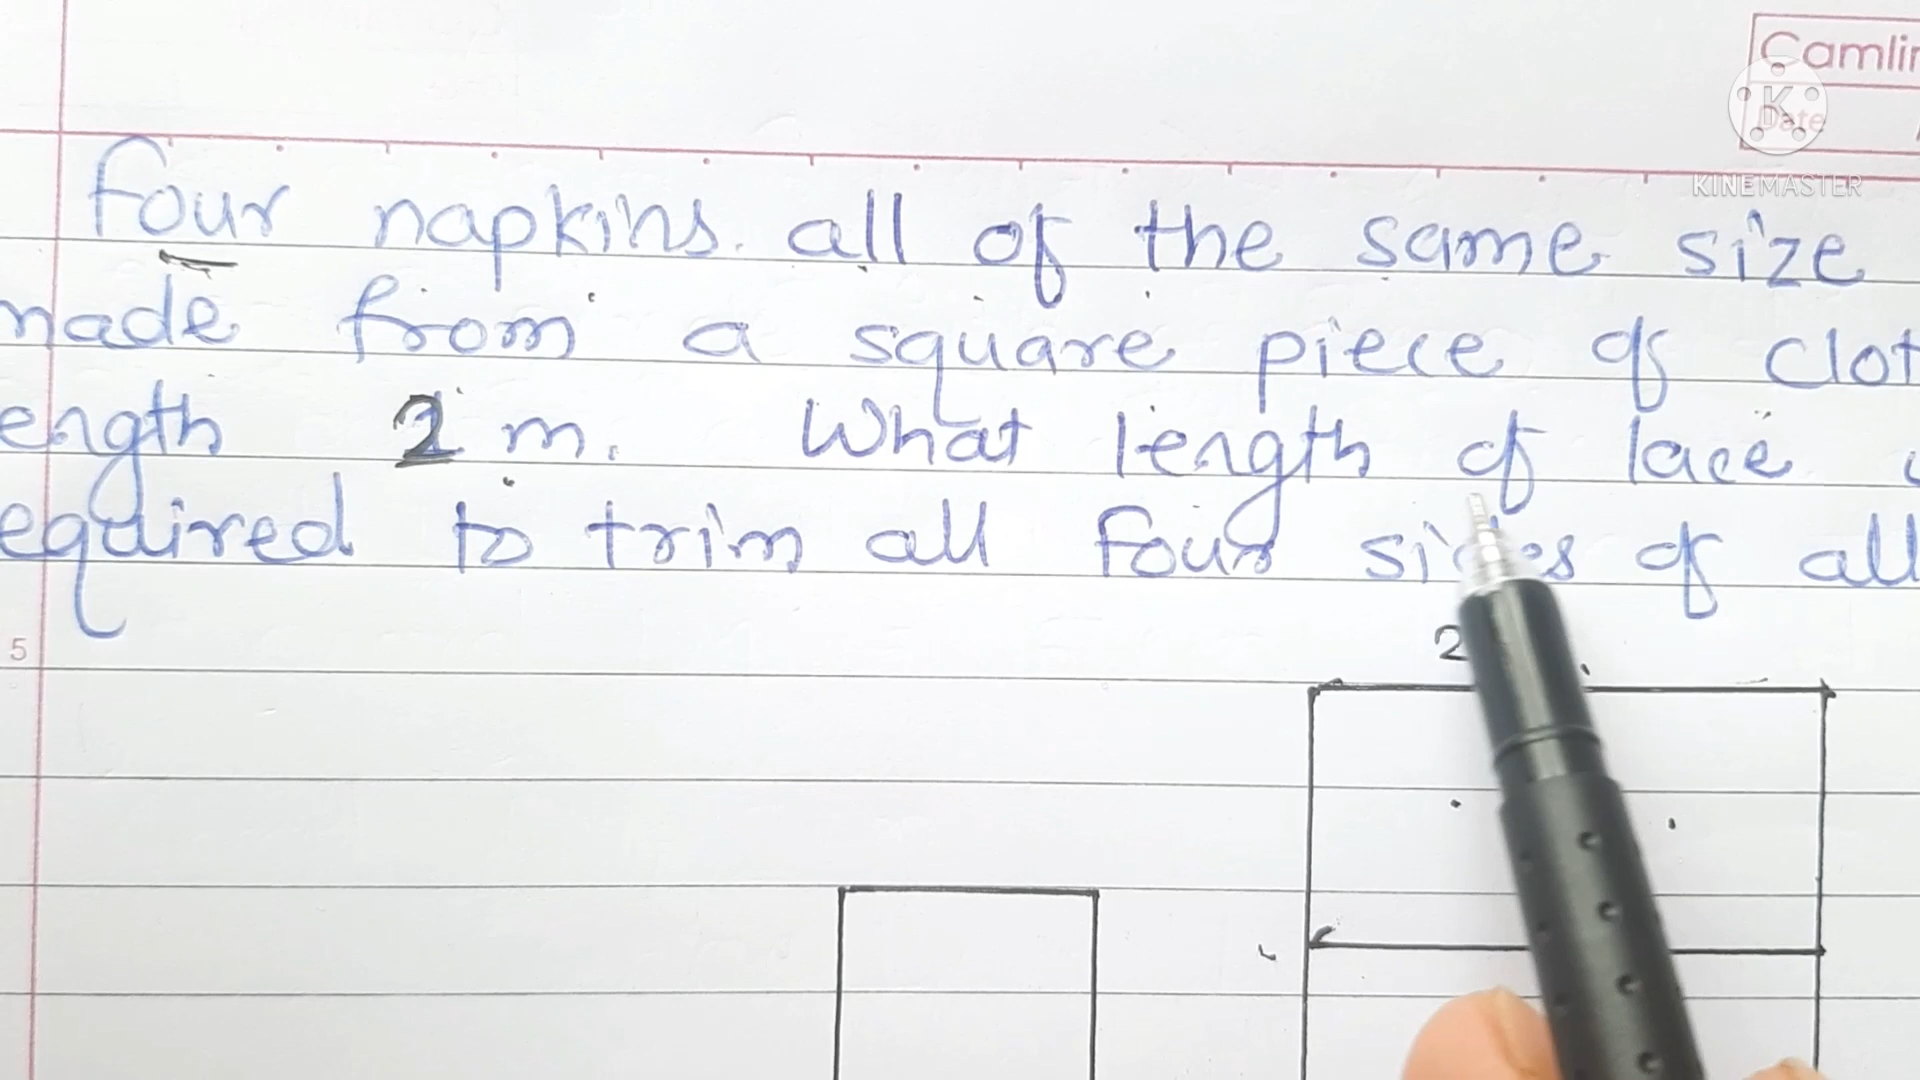 Camlin
Date
K
KINEMASTER
Four napkins all of the same size
made from a square piece of clot
ength 2 m. What length of lace
equired to trim all four sides of all
2
5